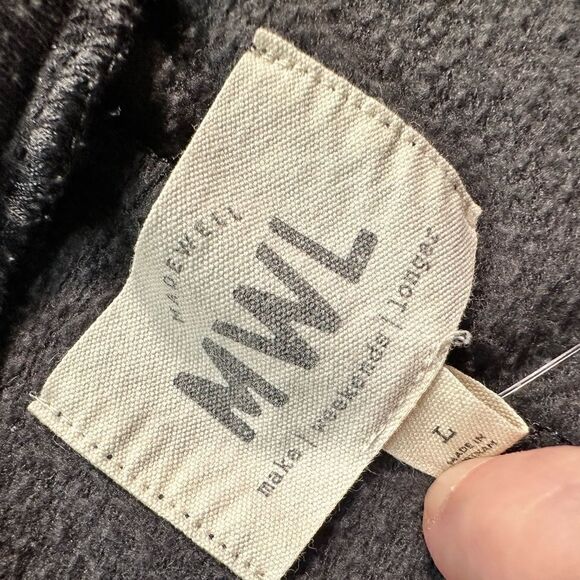 MADEWELL
MWL
make | weekends | longer
L
MADE IN